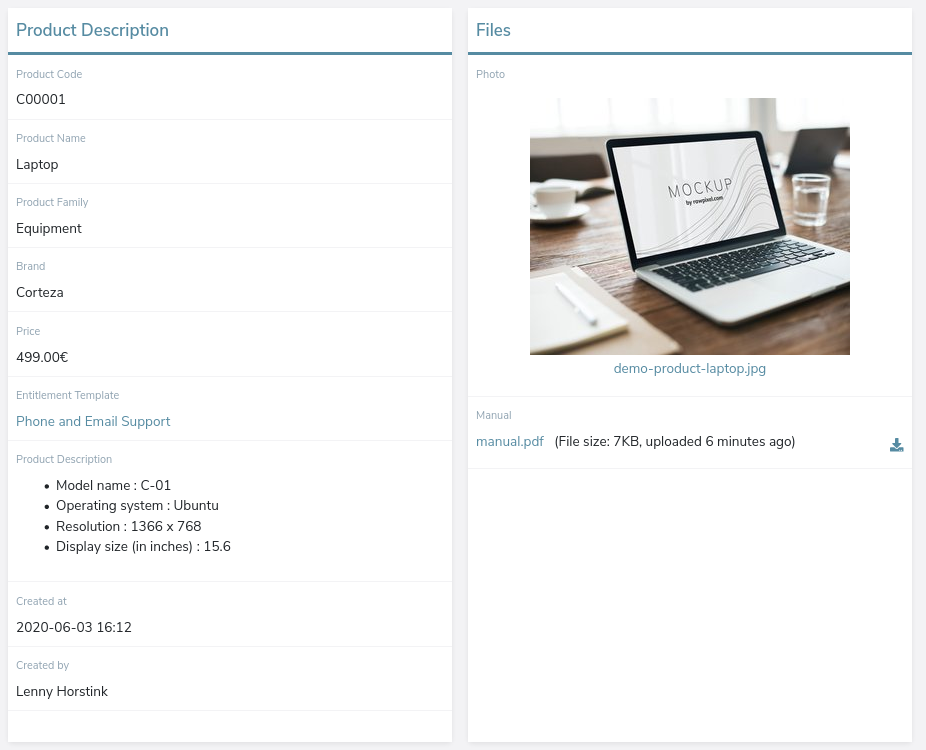 Product Description
Product Code
C00001
Product Name
Laptop
Product Family
Equipment
Brand
Corteza
Price
499.00€
Entitlement Template
Phone and Email Support
Product Description
• Model name : C-01
• Operating system : Ubuntu
• Resolution : 1366 x 768
• Display size (in inches) : 15.6
Created at
2020-06-03 16:12
Created by
Lenny Horstink
Files
Photo
MOCKUP
by rawpixel.com
demo-product-laptop.jpg
Manual
manual.pdf (File size: 7KB, uploaded 6 minutes ago)